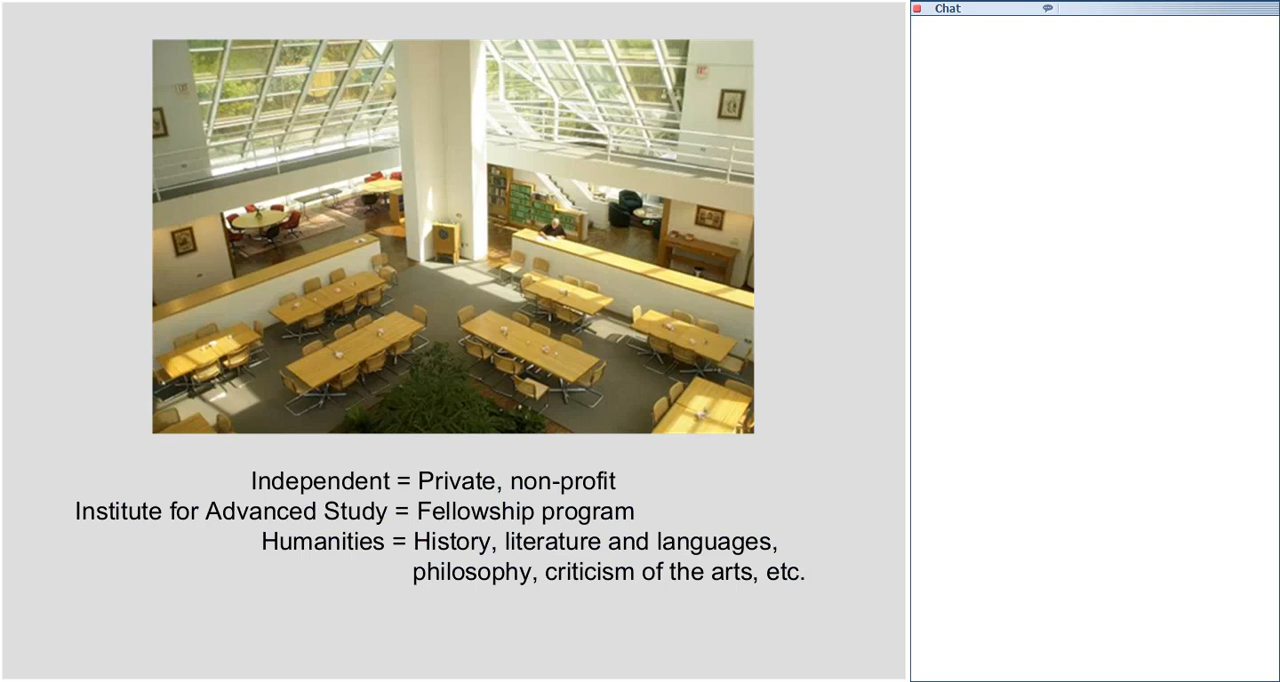 Chat
Independent = Private, non-profit
Institute for Advanced Study = Fellowship program
Humanities = History, literature and languages,
philosophy, criticism of the arts, etc.